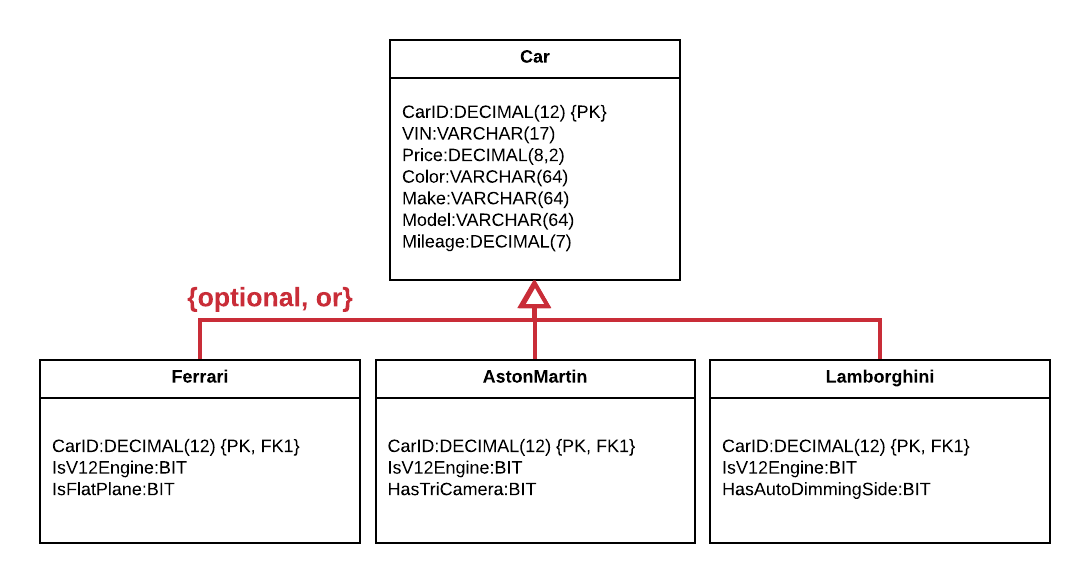 Car
CarID:DECIMAL(12) {PK}
VIN:VARCHAR(17)
Price:DECIMAL(8,2)
Color:VARCHAR(64)
Make:VARCHAR(64)
Model:VARCHAR(64)
Mileage:DECIMAL(7)
{optional, or}
Ferrari
CarID:DECIMAL(12) {PK, FK1}
IsV12Engine:BIT
IsFlatPlane:BIT
AstonMartin
CarID:DECIMAL(12) {PK, FK1}
IsV12Engine:BIT
HasTriCamera:BIT
Lamborghini
CarID:DECIMAL(12) {PK, FK1}
IsV12Engine:BIT
HasAutoDimmingSide:BIT